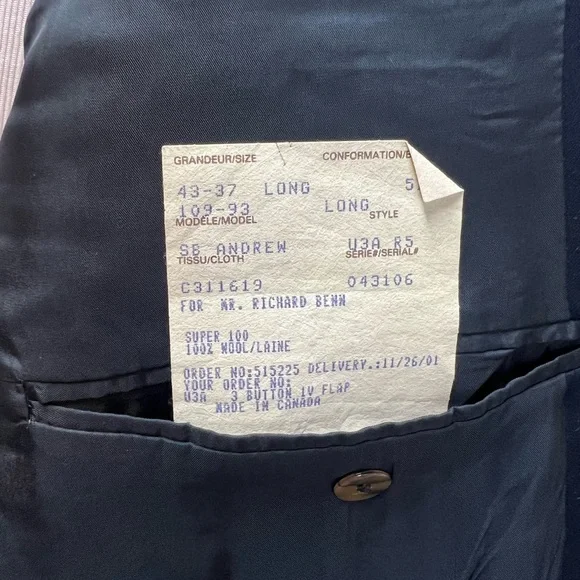 GRANDEUR/SIZE CONFORMATION/
43-37 LONG 5
109-93 LONG
MODÈLE/MODEL STYLE
SB ANDREW U3A R5
TISSU/CLOTH SERIE#/SERIAL#
C311619 043106
FOR MR. RICHARD BENN
SUPER 100
100% WOOL/LAINE
ORDER NO:515225 DELIVERY.:11/26/01
YOUR ORDER NO:
U3A 3 BUTTON 1V FLAP
MADE IN CANADA